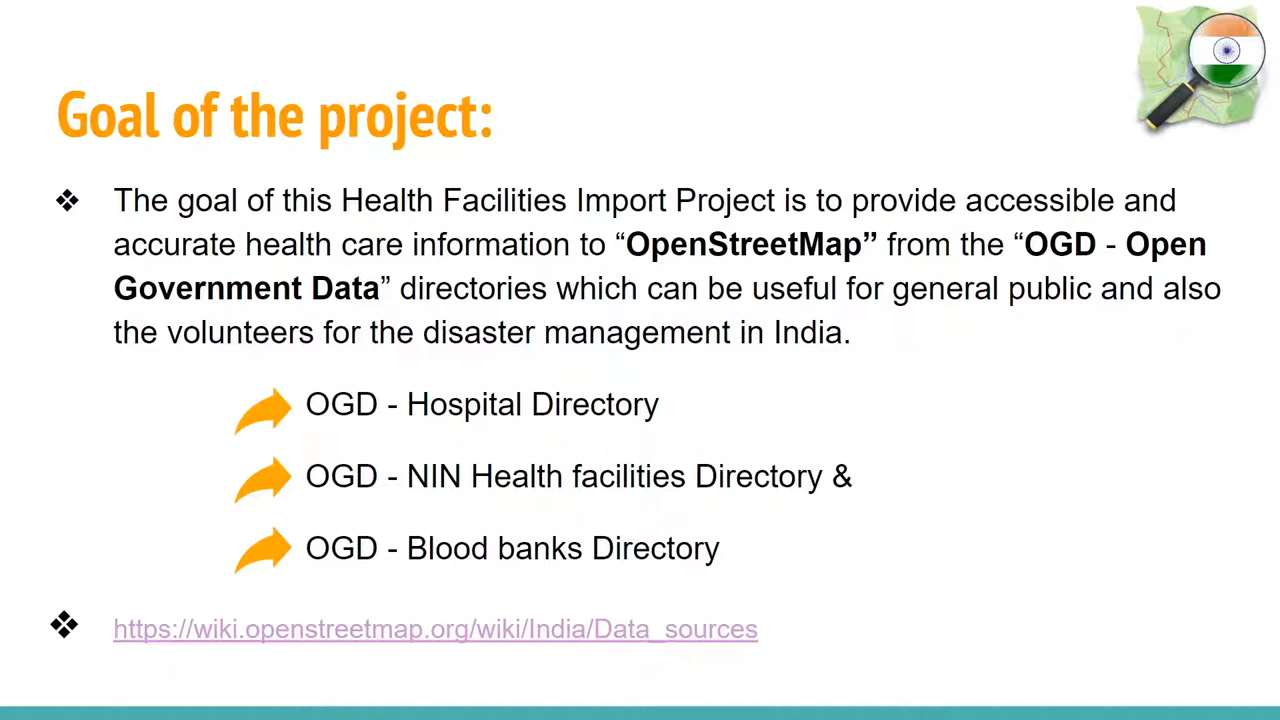 Goal of the project:
❖ The goal of this Health Facilities Import Project is to provide accessible and
accurate health care information to “OpenStreetMap” from the “OGD - Open
Government Data” directories which can be useful for general public and also
the volunteers for the disaster management in India.
OGD - Hospital Directory
OGD - NIN Health facilities Directory &
OGD - Blood banks Directory
❖ https://wiki.openstreetmap.org/wiki/India/Data_sources